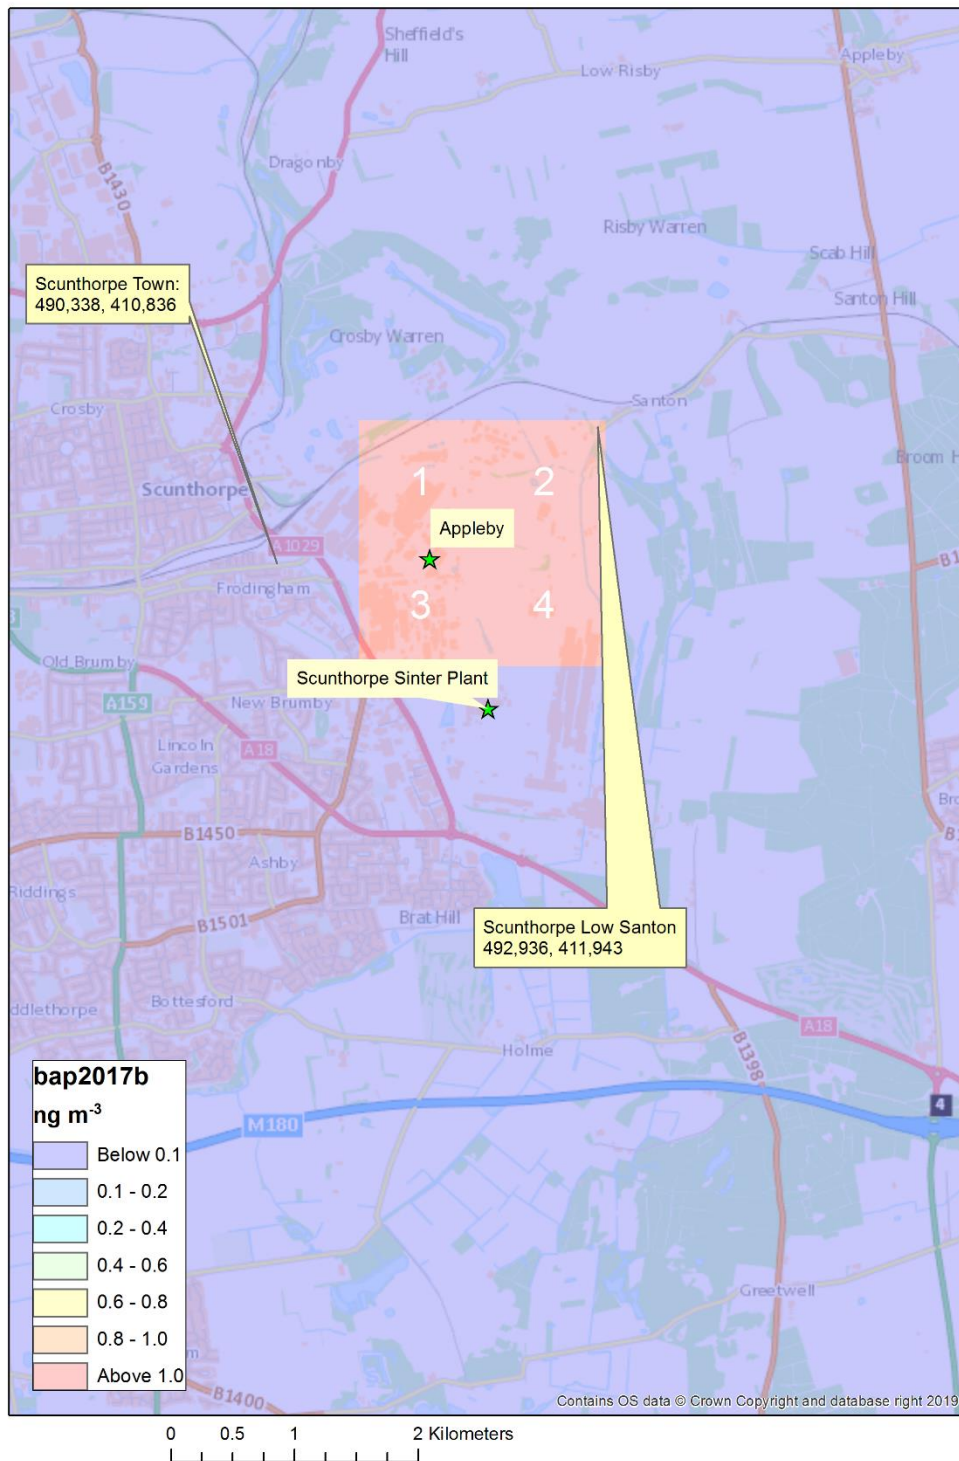 Sheffield's
Hill
Appleby
Low Risby
Dragonby
B1430
Risby Warren
Scab Hill
Scunthorpe Town:
490,338, 410,836
Santon Hill
Crosby Warren
Santon
Crosby
Broom H
1
2
Scunthorpe
Appleby
A1029
Frodingham
3
4
Old Brumby
Scunthorpe Sinter Plant
A159
New Brumby
Lincoln
Gardens
A18
B1450
Ashby
Riddings
B1501
Brat Hill
Scunthorpe Low Santon
492,936, 411,943
Bottesford
ddlethorpe
A18
Holme
B1398
bap2017b
ng m-3
M180
4
Below 0.1
0.1 - 0.2
0.2 - 0.4
0.4 - 0.6
0.6 - 0.8
0.8 - 1.0
Above 1.0
Greetwell
B1400
Contains OS data © Crown Copyright and database right 2019
0 0.5 1 2 Kilometers